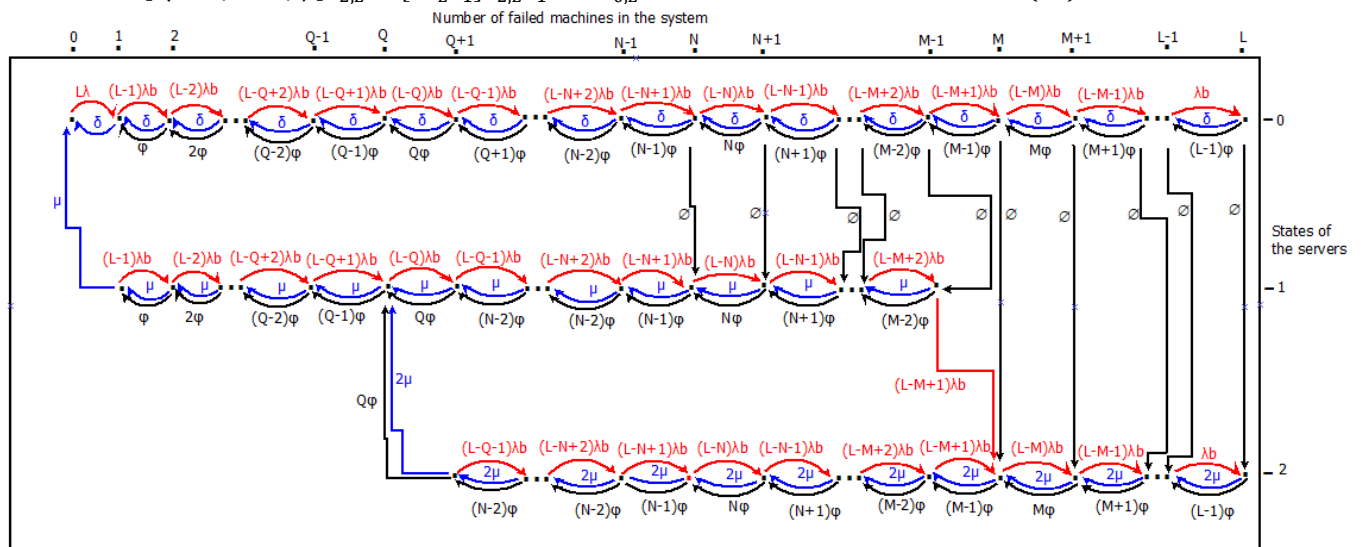 Number of failed machines in the system
0 1 2 Q-1 Q Q+1 N-1 N N+1 M-1 M M+1 L-1 L
Lλ (L-1)λb (L-2)λb (L-Q+2)λb (L-Q+1)λb (L-Q)λb (L-Q-1)λb (L-N+2)λb (L-N+1)λb (L-N)λb (L-N-1)λb (L-M+2)λb (L-M+1)λb (L-M)λb (L-M-1)λb λb
δ δ δ δ δ δ δ δ δ δ δ δ δ δ δ δ 0
φ 2φ (Q-2)φ (Q-1)φ Qφ (Q+1)φ (N-2)φ (N-1)φ Nφ (N+1)φ (M-2)φ (M-1)φ Mφ (M+1)φ (L-1)φ
μ ∅ ∅ ∅ ∅ ∅ ∅ ∅ ∅ ∅ ∅
States of
the servers
(L-1)λb (L-2)λb (L-Q+2)λb (L-Q+1)λb (L-Q)λb (L-Q-1)λb (L-N+2)λb (L-N+1)λb (L-N)λb (L-N-1)λb (L-M+2)λb
μ μ μ μ μ μ μ μ μ μ μ 1
φ 2φ (Q-2)φ (Q-1)φ Qφ (N-2)φ (N-2)φ (N-1)φ Nφ (N+1)φ (M-2)φ
2μ
Qφ (L-M+1)λb
(L-Q-1)λb (L-N+2)λb (L-N+1)λb (L-N)λb (L-N-1)λb (L-M+2)λb (L-M+1)λb (L-M)λb (L-M-1)λb λb
2μ 2μ 2μ 2μ 2μ 2μ 2μ 2μ 2μ 2μ 2
(N-2)φ (N-2)φ (N-1)φ Nφ (N+1)φ (M-2)φ (M-1)φ Mφ (M+1)φ (L-1)φ